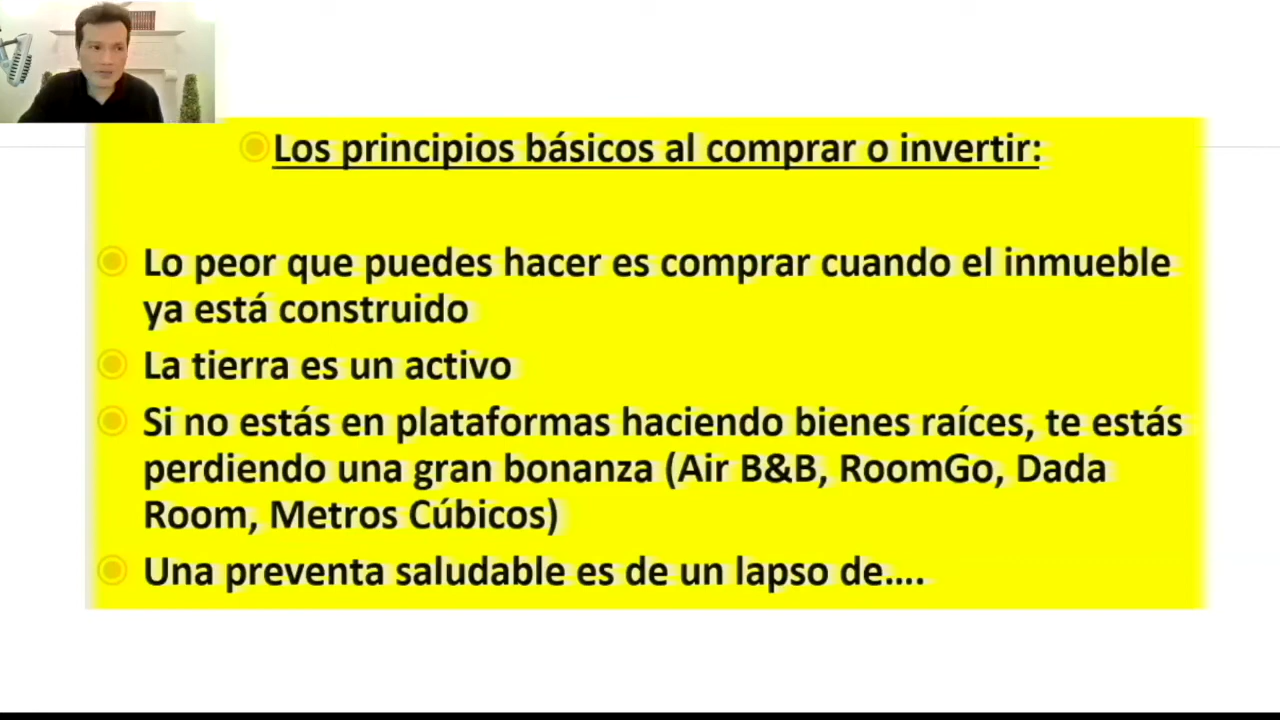 Los principios básicos al comprar o invertir:
Lo peor que puedes hacer es comprar cuando el inmueble
ya está construido
La tierra es un activo
Si no estás en plataformas haciendo bienes raíces, te estás
perdiendo una gran bonanza (Air B&B, RoomGo, Dada
Room, Metros Cúbicos)
Una preventa saludable es de un lapso de....